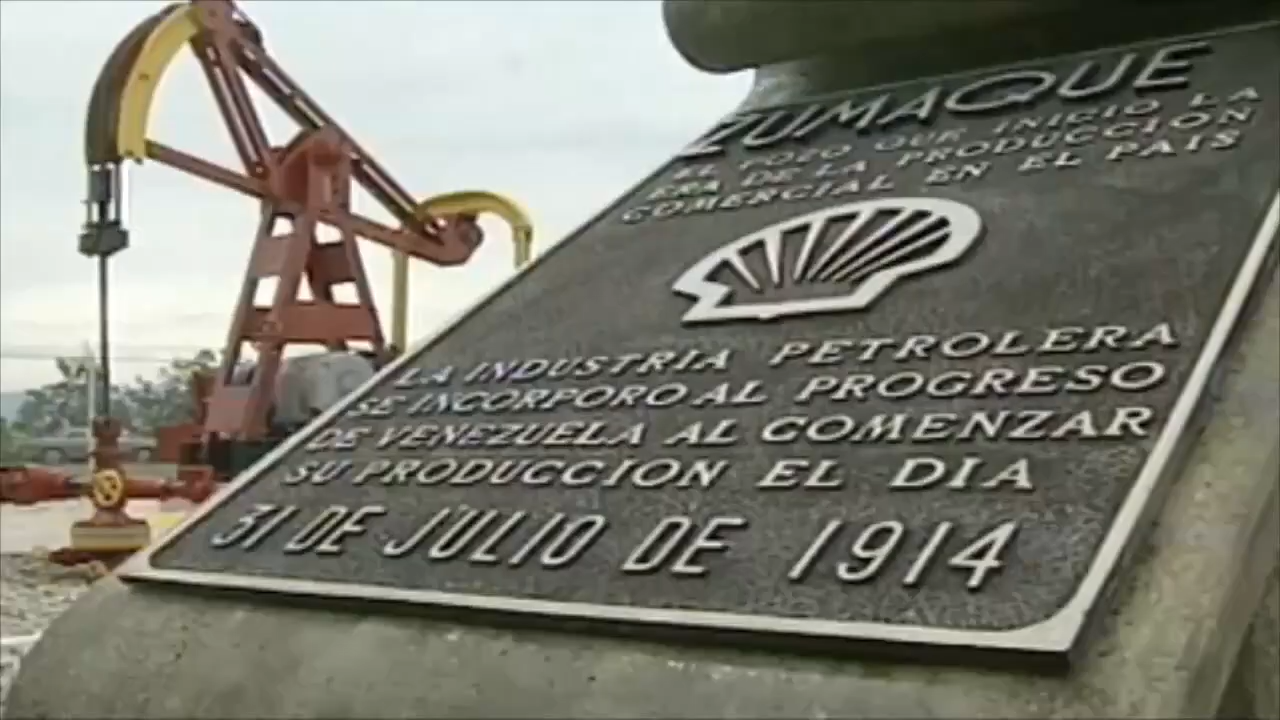 ZUMAQUE
EL POZO QUE INICIO LA
ERA DE LA PRODUCCION
COMERCIAL EN EL PAIS
LA INDUSTRIA PETROLERA
SE INCORPORO AL PROGRESO
DE VENEZUELA AL COMENZAR
SU PRODUCCION EL DIA
31 DE JULIO DE 1914